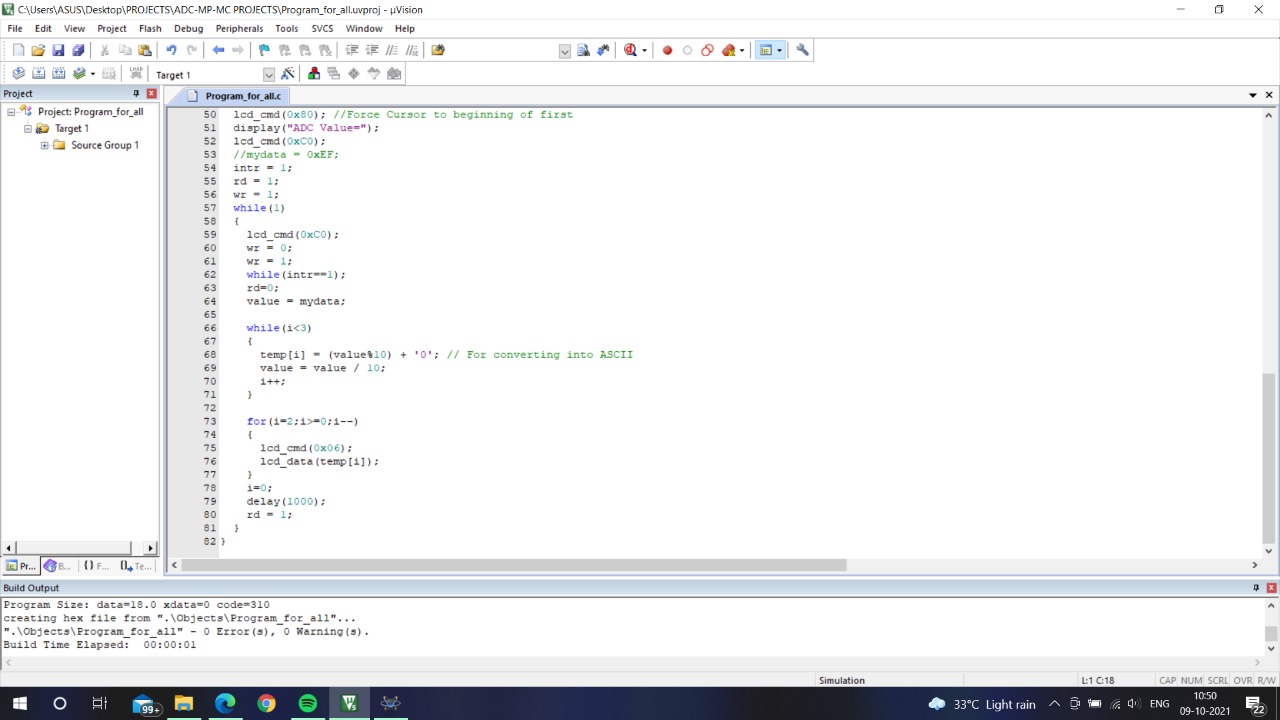 C:\Users\ASUS\Desktop\PROJECTS\ADC-MP-MC PROJECTS\Program_for_all.uvproj - µVision
File Edit View Project Flash Debug Peripherals Tools SVCS Window Help
LOAD
Target 1
Project
Program_for_all.c
Project: Program_for_all
Target 1
Source Group 1
50 lcd_cmd(0x80); //Force Cursor to beginning of first
51 display("ADC Value=");
52 lcd_cmd(0xC0);
53 //mydata = 0xEF;
54 intr = 1;
55 rd = 1;
56 wr = 1;
57 while(1)
58 {
59 lcd_cmd(0xC0);
60 wr = 0;
61 wr = 1;
62 while(intr==1);
63 rd=0;
64 value = mydata;
65
66 while(i<3)
67 {
68 temp[i] = (value%10) + '0'; // For converting into ASCII
69 value = value / 10;
70 i++;
71 }
72
73 for(i=2;i>=0;i--)
74 {
75 lcd_cmd(0x06);
76 lcd_data(temp[i]);
77 }
78 i=0;
79 delay(1000);
80 rd = 1;
81 }
82 }
Pr... B... {} F... Te...
Build Output
Program Size: data=18.0 xdata=0 code=310
creating hex file from ".\Objects\Program_for_all"...
".\Objects\Program_for_all" - 0 Error(s), 0 Warning(s).
Build Time Elapsed: 00:00:01
Simulation L:1 C:18 CAP NUM SCRL OVR R/W
99+ 33°C Light rain ENG 10:50
09-10-2021 22